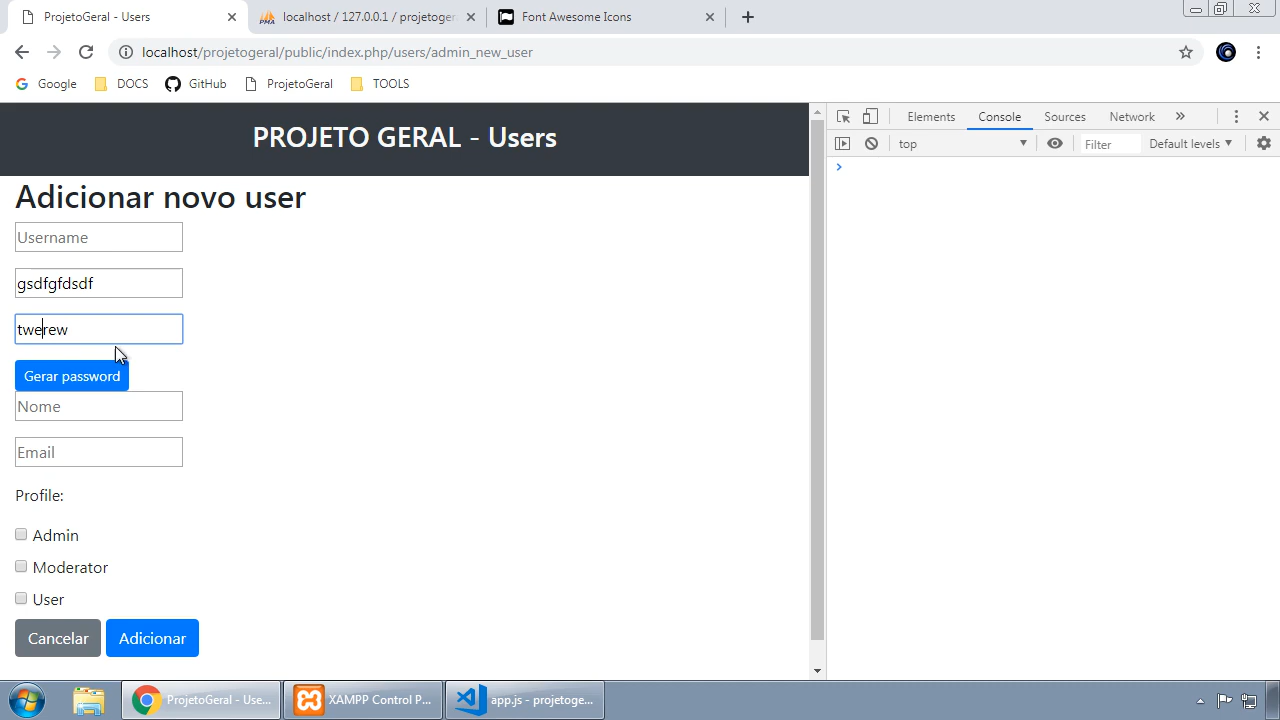 ProjetoGeral - Users
localhost / 127.0.0.1 / projetoger
Font Awesome Icons
localhost/projetogeral/public/index.php/users/admin_new_user
Google
DOCS
GitHub
ProjetoGeral
TOOLS
PROJETO GERAL - Users
Elements
Console
Sources
Network
top
Filter
Default levels
Adicionar novo user
Username
gsdfgfdsdf
twerew
Gerar password
Nome
Email
Profile:
Admin
Moderator
User
Cancelar
Adicionar
ProjetoGeral - Use...
XAMPP Control P...
app.js - projetoge...